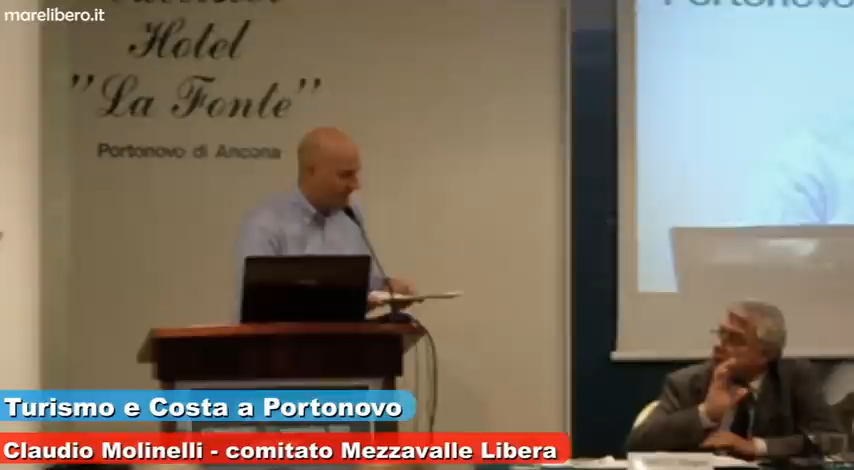 marelibero.it
Hotel
"La Fonte"
Portonovo di Ancona
Portonovo
Turismo e Costa a Portonovo
Claudio Molinelli - comitato Mezzavalle Libera